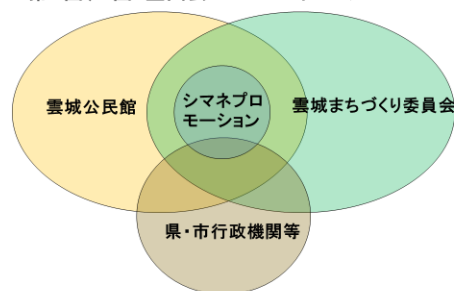 雲城公民館
シマネプロ
モーション
雲城まちづくり委員会
県・市行政機関等